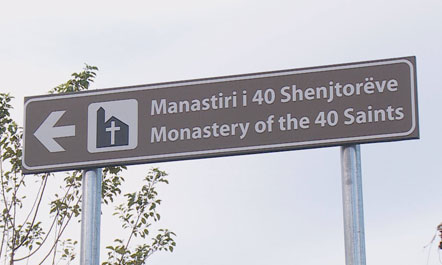 Manastiri i 40 Shenjtorëve
Monastery of the 40 Saints